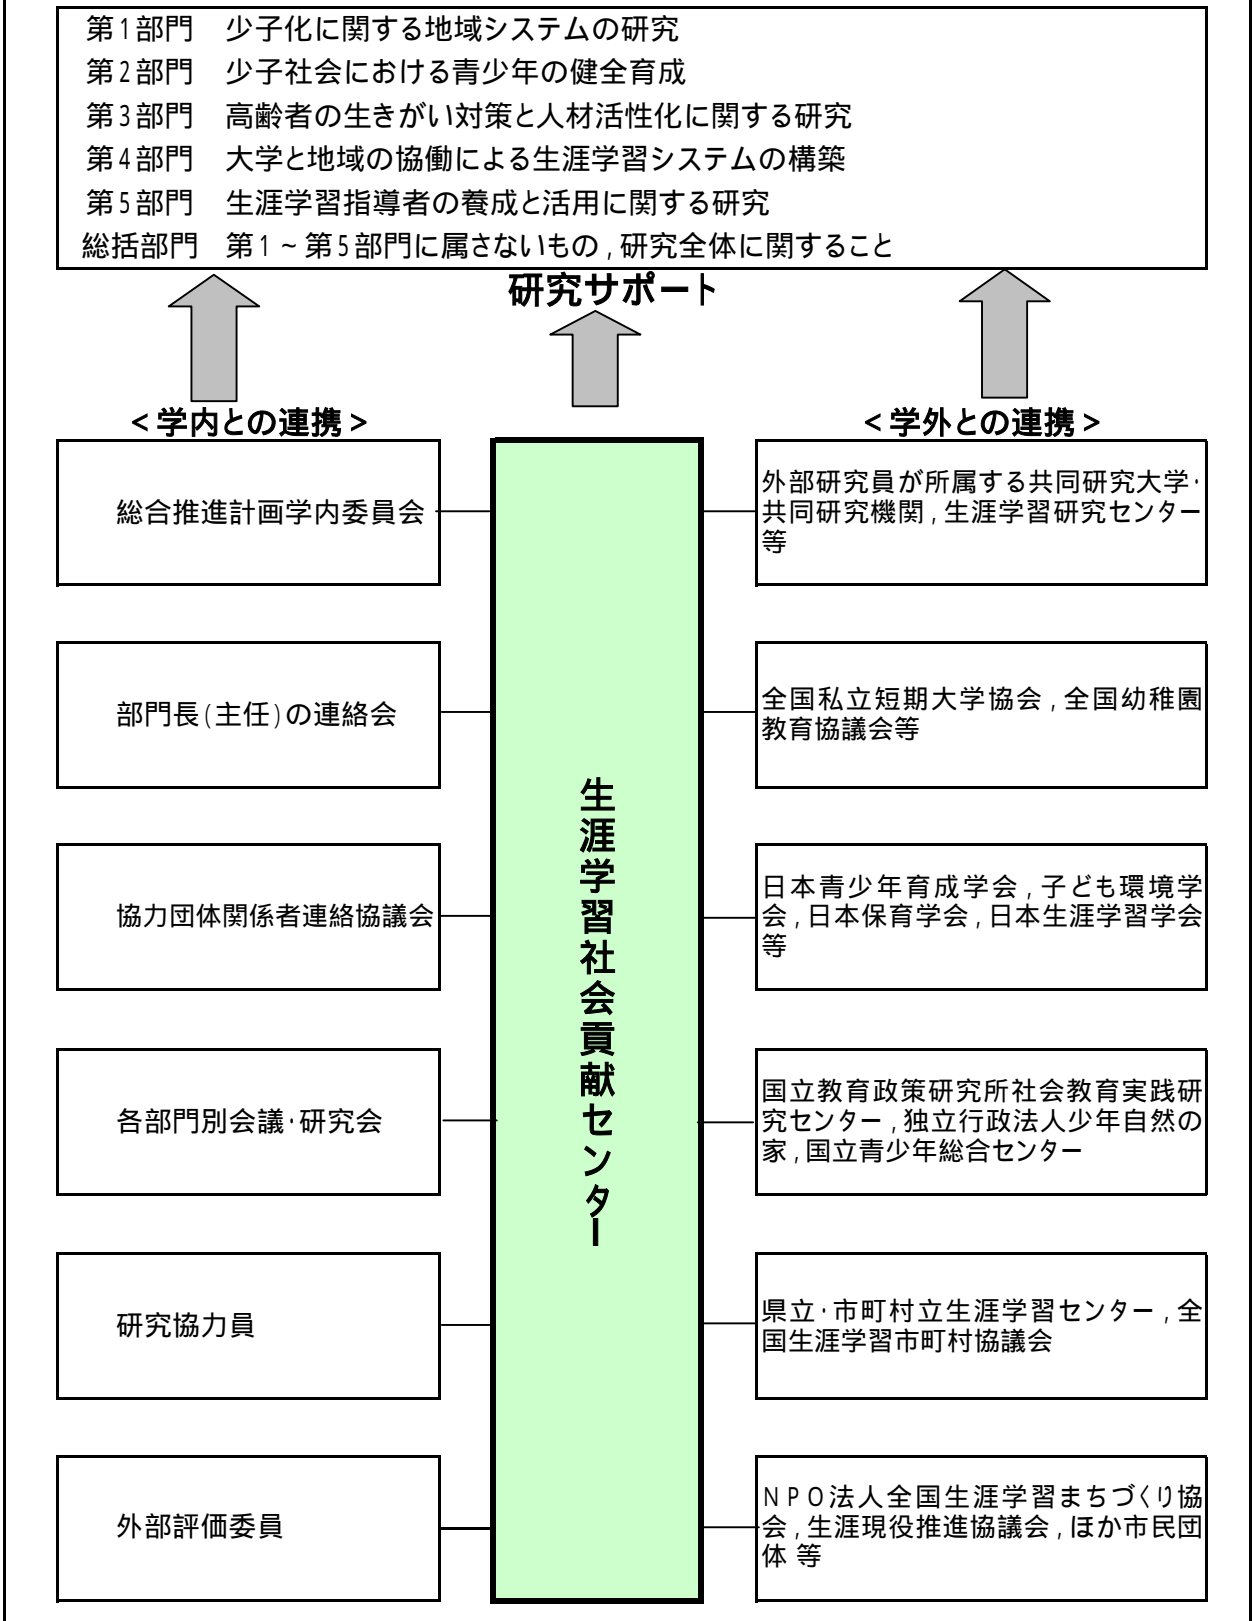 第1部門　少子化に関する地域システムの研究
第2部門　少子社会における青少年の健全育成
第3部門　高齢者の生きがい対策と人材活性化に関する研究
第4部門　大学と地域の協働による生涯学習システムの構築
第5部門　生涯学習指導者の養成と活用に関する研究
総括部門　第1～第5部門に属さないもの,研究全体に関すること
研究サポート
<学内との連携>
総合推進計画学内委員会
部門長(主任)の連絡会
協力団体関係者連絡協議会
各部門別会議・研究会
研究協力員
外部評価委員
生涯学習社会貢献センター
<学外との連携>
外部研究員が所属する共同研究大学・
共同研究機関,生涯学習研究センター
等
全国私立短期大学協会,全国幼稚園
教育協議会等
日本青少年育成学会,子ども環境学
会,日本保育学会,日本生涯学習学会
等
国立教育政策研究所社会教育実践研
究センター,独立行政法人少年自然の
家,国立青少年総合センター
県立・市町村立生涯学習センター,全
国生涯学習市町村協議会
NPO法人全国生涯学習まちづくり協
会,生涯現役推進協議会,ほか市民団
体 等